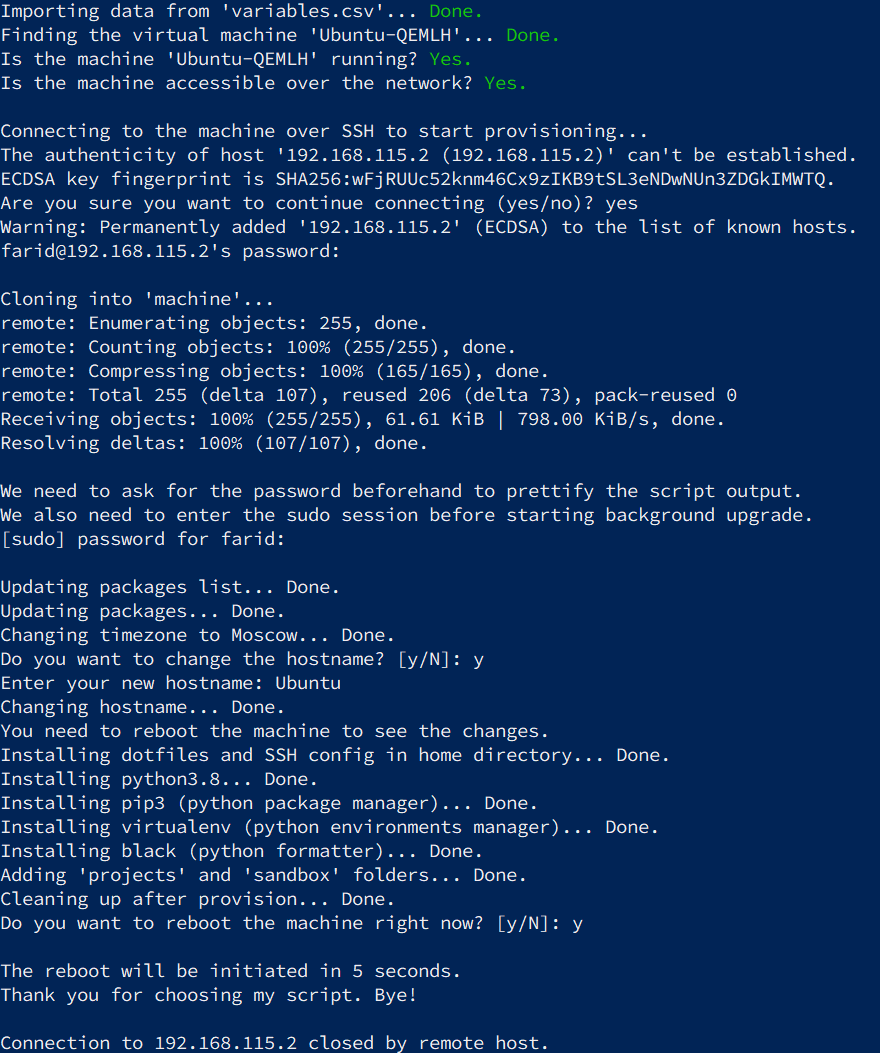 Importing data from 'variables.csv'... Done.
Finding the virtual machine 'Ubuntu-QEMLH'... Done.
Is the machine 'Ubuntu-QEMLH' running? Yes.
Is the machine accessible over the network? Yes.
Connecting to the machine over SSH to start provisioning...
The authenticity of host '192.168.115.2 (192.168.115.2)' can't be established.
ECDSA key fingerprint is SHA256:wFjRUUc52knm46Cx9zIKB9tSL3eNDwNUn3ZDGkIMWTQ.
Are you sure you want to continue connecting (yes/no)? yes
Warning: Permanently added '192.168.115.2' (ECDSA) to the list of known hosts.
farid@192.168.115.2's password:
Cloning into 'machine'...
remote: Enumerating objects: 255, done.
remote: Counting objects: 100% (255/255), done.
remote: Compressing objects: 100% (165/165), done.
remote: Total 255 (delta 107), reused 206 (delta 73), pack-reused 0
Receiving objects: 100% (255/255), 61.61 KiB | 798.00 KiB/s, done.
Resolving deltas: 100% (107/107), done.
We need to ask for the password beforehand to prettify the script output.
We also need to enter the sudo session before starting background upgrade.
[sudo] password for farid:
Updating packages list... Done.
Updating packages... Done.
Changing timezone to Moscow... Done.
Do you want to change the hostname? [y/N]: y
Enter your new hostname: Ubuntu
Changing hostname... Done.
You need to reboot the machine to see the changes.
Installing dotfiles and SSH config in home directory... Done.
Installing python3.8... Done.
Installing pip3 (python package manager)... Done.
Installing virtualenv (python environments manager)... Done.
Installing black (python formatter)... Done.
Adding 'projects' and 'sandbox' folders... Done.
Cleaning up after provision... Done.
Do you want to reboot the machine right now? [y/N]: y
The reboot will be initiated in 5 seconds.
Thank you for choosing my script. Bye!
Connection to 192.168.115.2 closed by remote host.